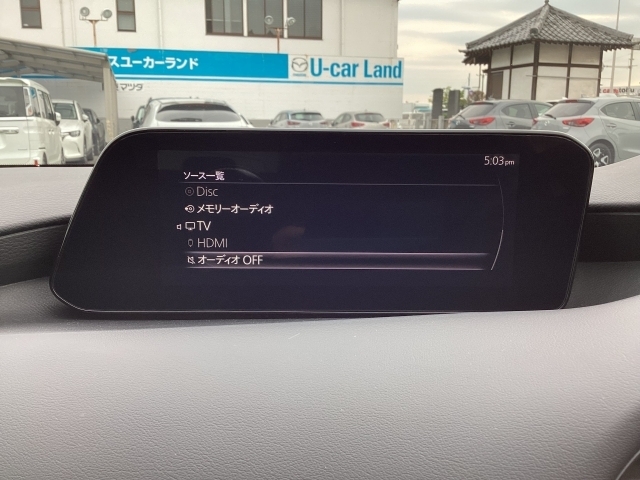 スユーカーランド
マツダ
U-car Land
5:03pm
ソース一覧
Disc
メモリーオーディオ
TV
HDMI
オーディオ OFF